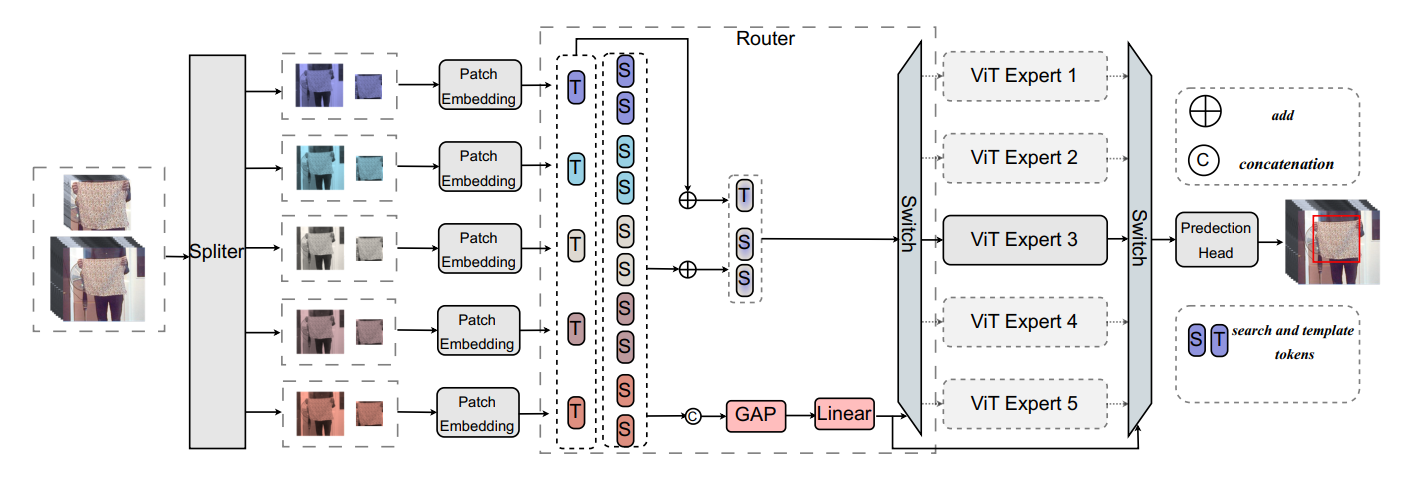 Router
Spliter
Patch
Embedding
Patch
Embedding
Patch
Embedding
Patch
Embedding
Patch
Embedding
T
T
T
T
T
S
S
S
S
S
S
S
S
S
S
T
S
S
C
GAP
Linear
Switch
ViT Expert 1
ViT Expert 2
ViT Expert 3
ViT Expert 4
ViT Expert 5
Switch
Predection
Head
add
C
concatenation
S T
search and template
tokens